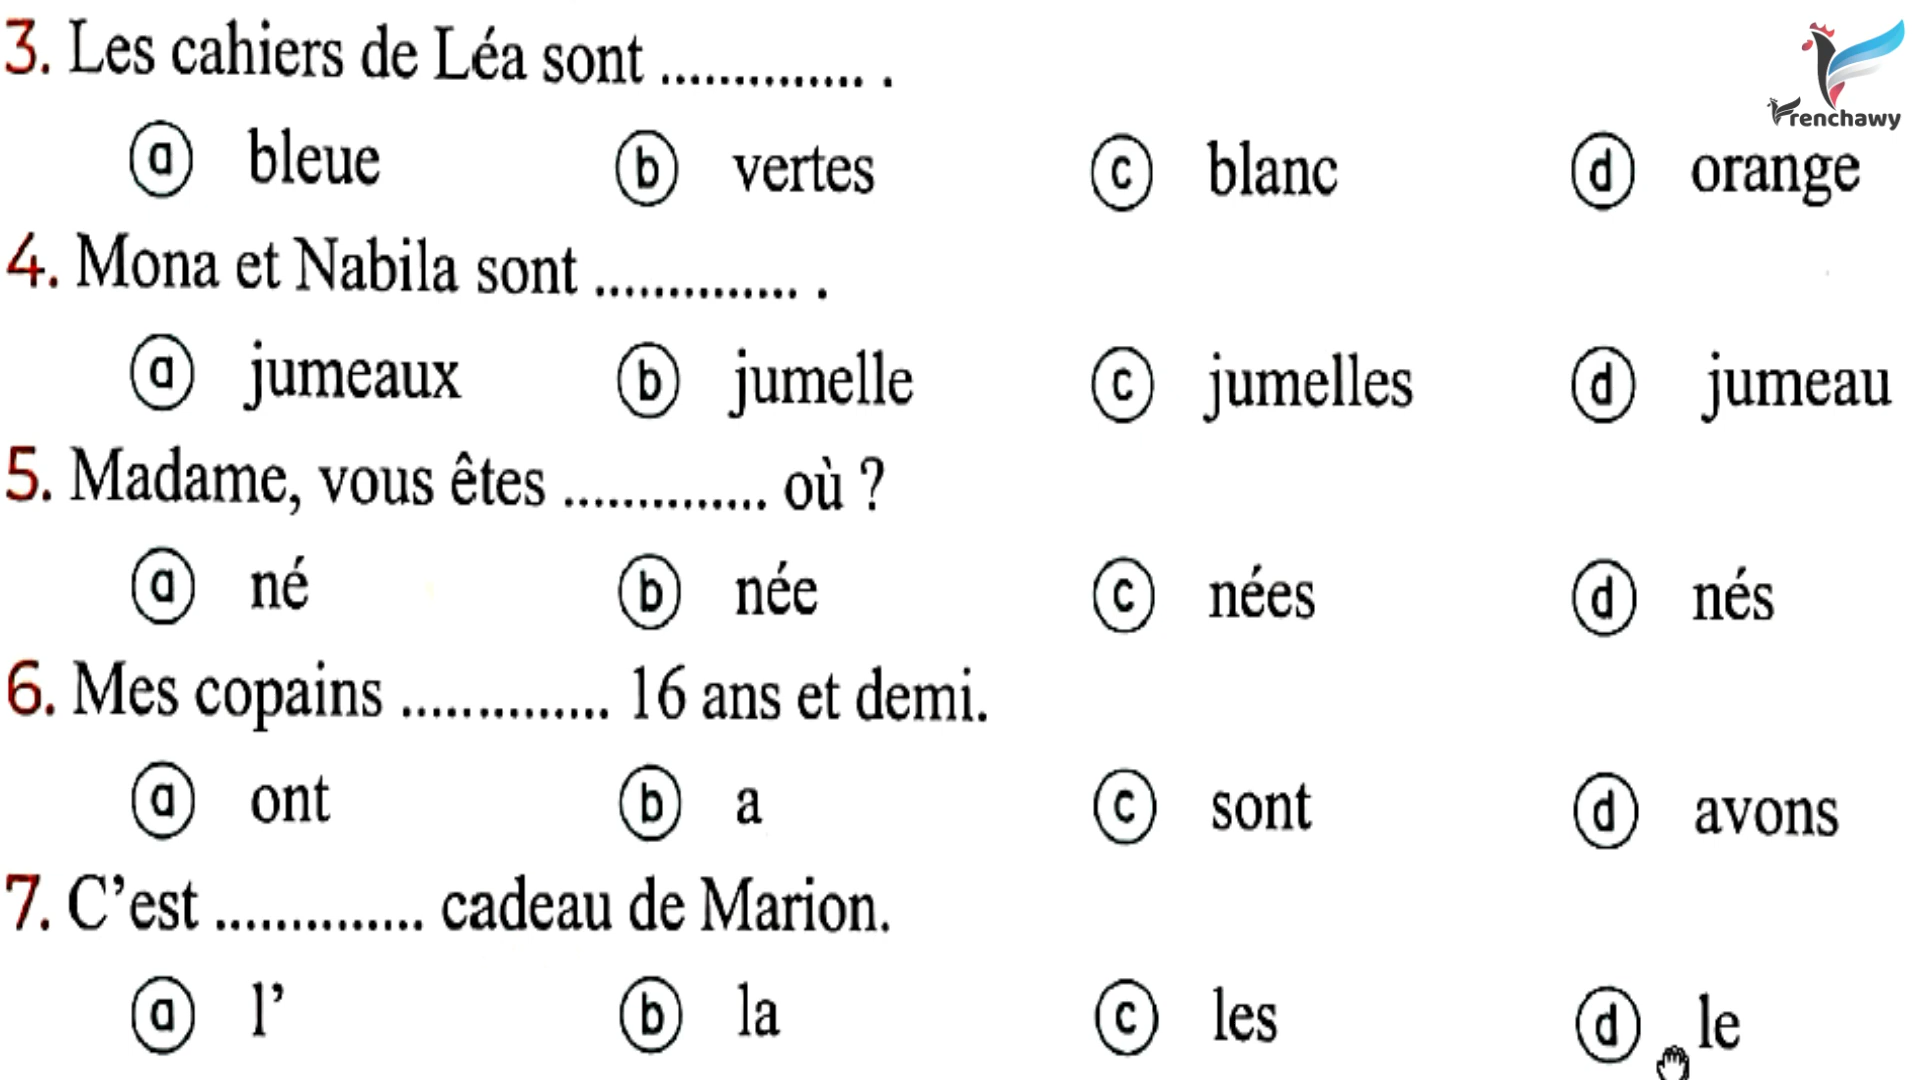 3. Les cahiers de Léa sont .............. .
Frenchawy
a bleue b vertes c blanc d orange
4. Mona et Nabila sont .............. .
a jumeaux b jumelle c jumelles d jumeau
5. Madame, vous êtes .............. où ?
a né b née c nées d nés
6. Mes copains .............. 16 ans et demi.
a ont b a c sont d avons
7. C’est .............. cadeau de Marion.
a l’ b la c les d le